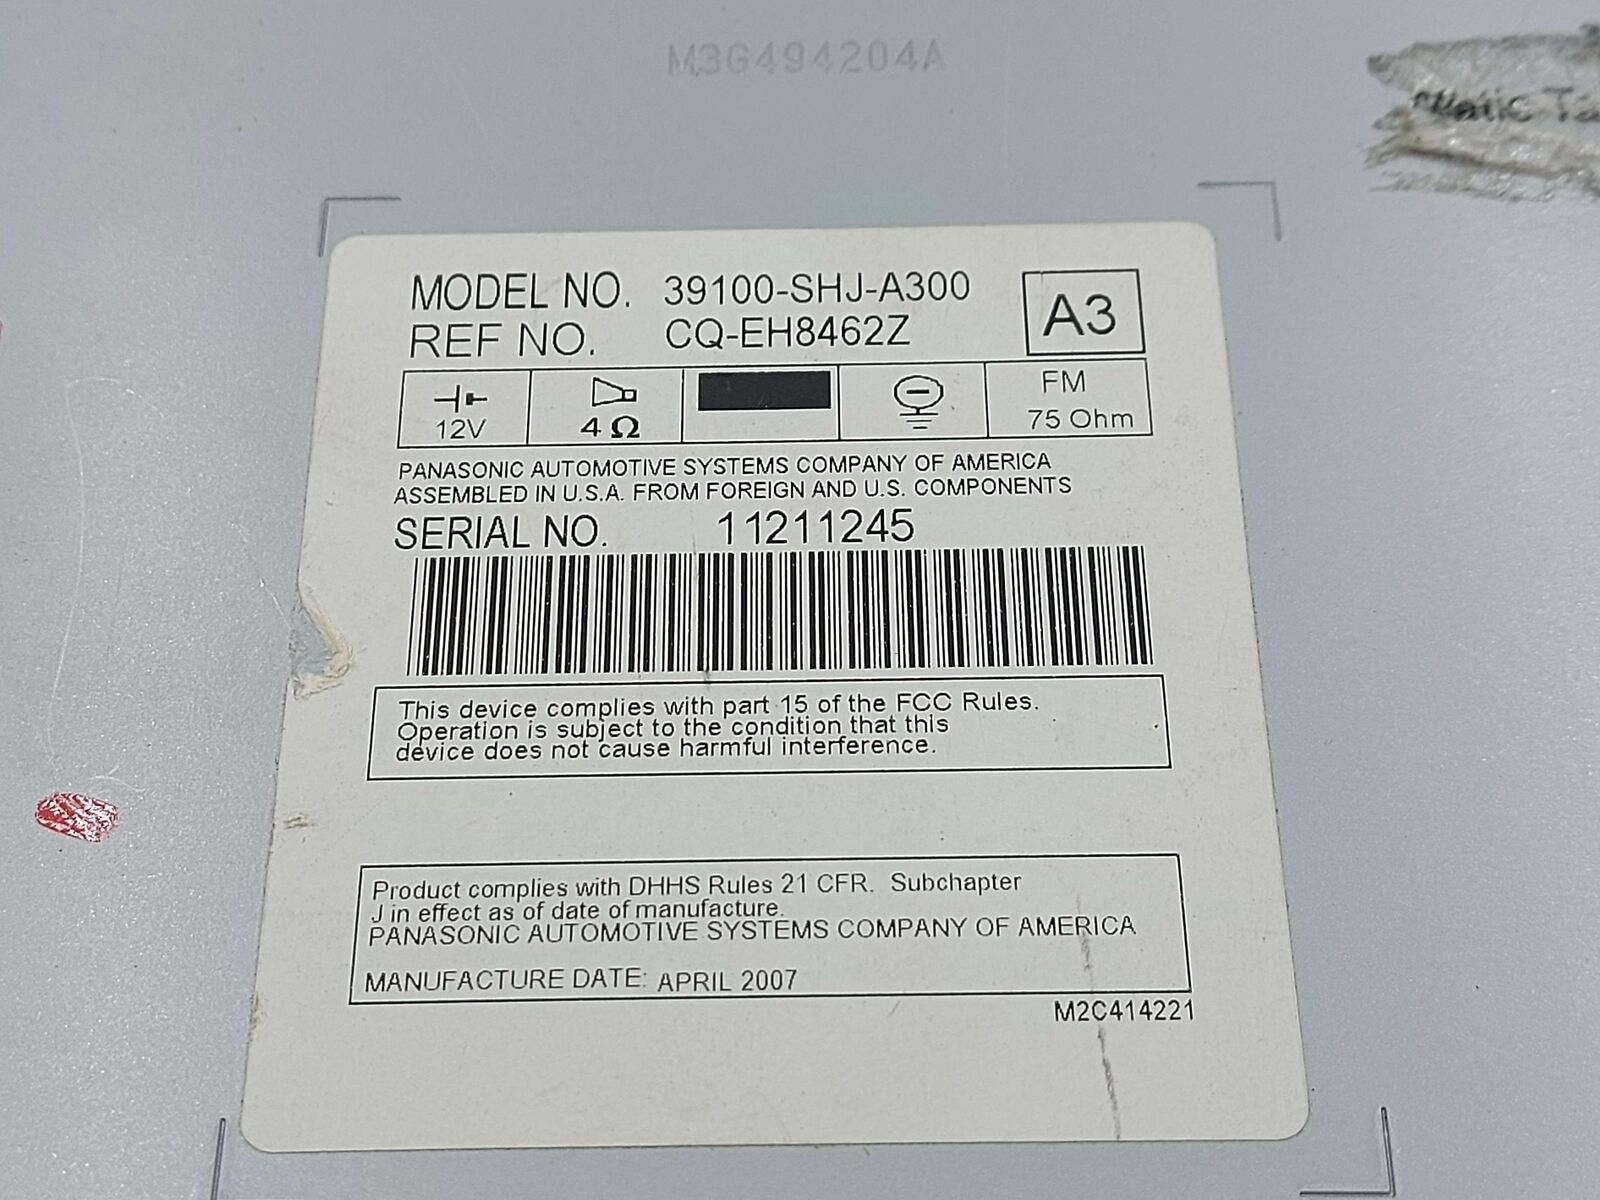 M3G494204A
MODEL NO. 39100-SHJ-A300
REF NO. CQ-EH8462Z
A3
12V
4 Ω
FM
75 Ohm
PANASONIC AUTOMOTIVE SYSTEMS COMPANY OF AMERICA
ASSEMBLED IN U.S.A. FROM FOREIGN AND U.S. COMPONENTS
SERIAL NO. 11211245
This device complies with part 15 of the FCC Rules.
Operation is subject to the condition that this
device does not cause harmful interference.
Product complies with DHHS Rules 21 CFR. Subchapter
J in effect as of date of manufacture.
PANASONIC AUTOMOTIVE SYSTEMS COMPANY OF AMERICA
MANUFACTURE DATE: APRIL 2007
M2C414221